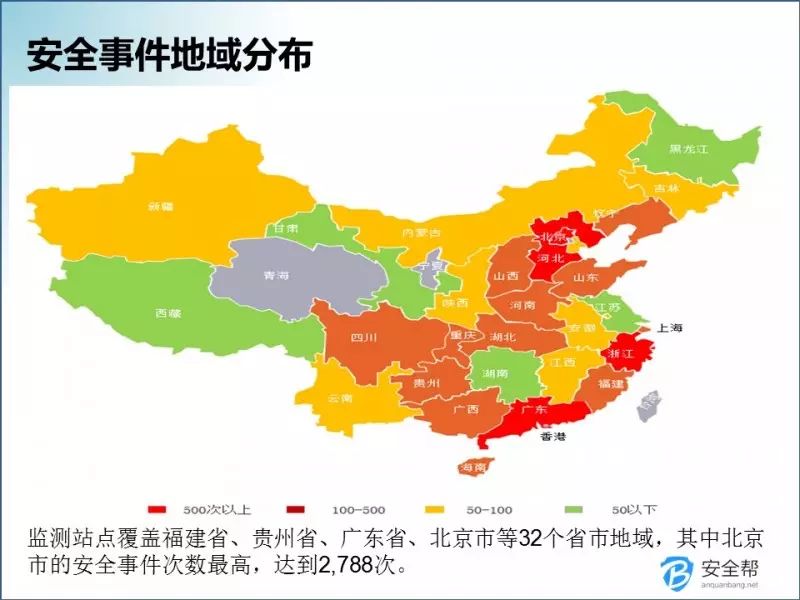 安全事件地域分布
黑龙江
吉林
辽宁
新疆
内蒙古
甘肃
北京
宁夏
河北
青海
山西
山东
陕西
河南
江苏
西藏
安徽
上海
四川
重庆
湖北
浙江
湖南
江西
贵州
福建
云南
广西
广东
香港
海南
500次以上
100-500
50-100
50以下
监测站点覆盖福建省、贵州省、广东省、北京市等32个省市地域，其中北京
市的安全事件次数最高，达到2,788次。
安全帮
anquanbang.net